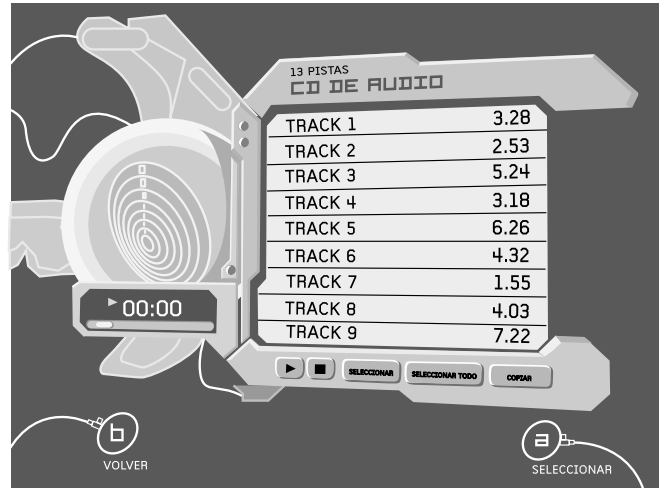 13 PISTAS
CD DE AUDIO
TRACK 1 3.28
TRACK 2 2.53
TRACK 3 5.24
TRACK 4 3.18
TRACK 5 6.26
TRACK 6 4.32
TRACK 7 1.55
TRACK 8 4.03
TRACK 9 7.22
00:00
SELECCIONAR SELECCIONAR TODO COPIAR
b
VOLVER
a
SELECCIONAR